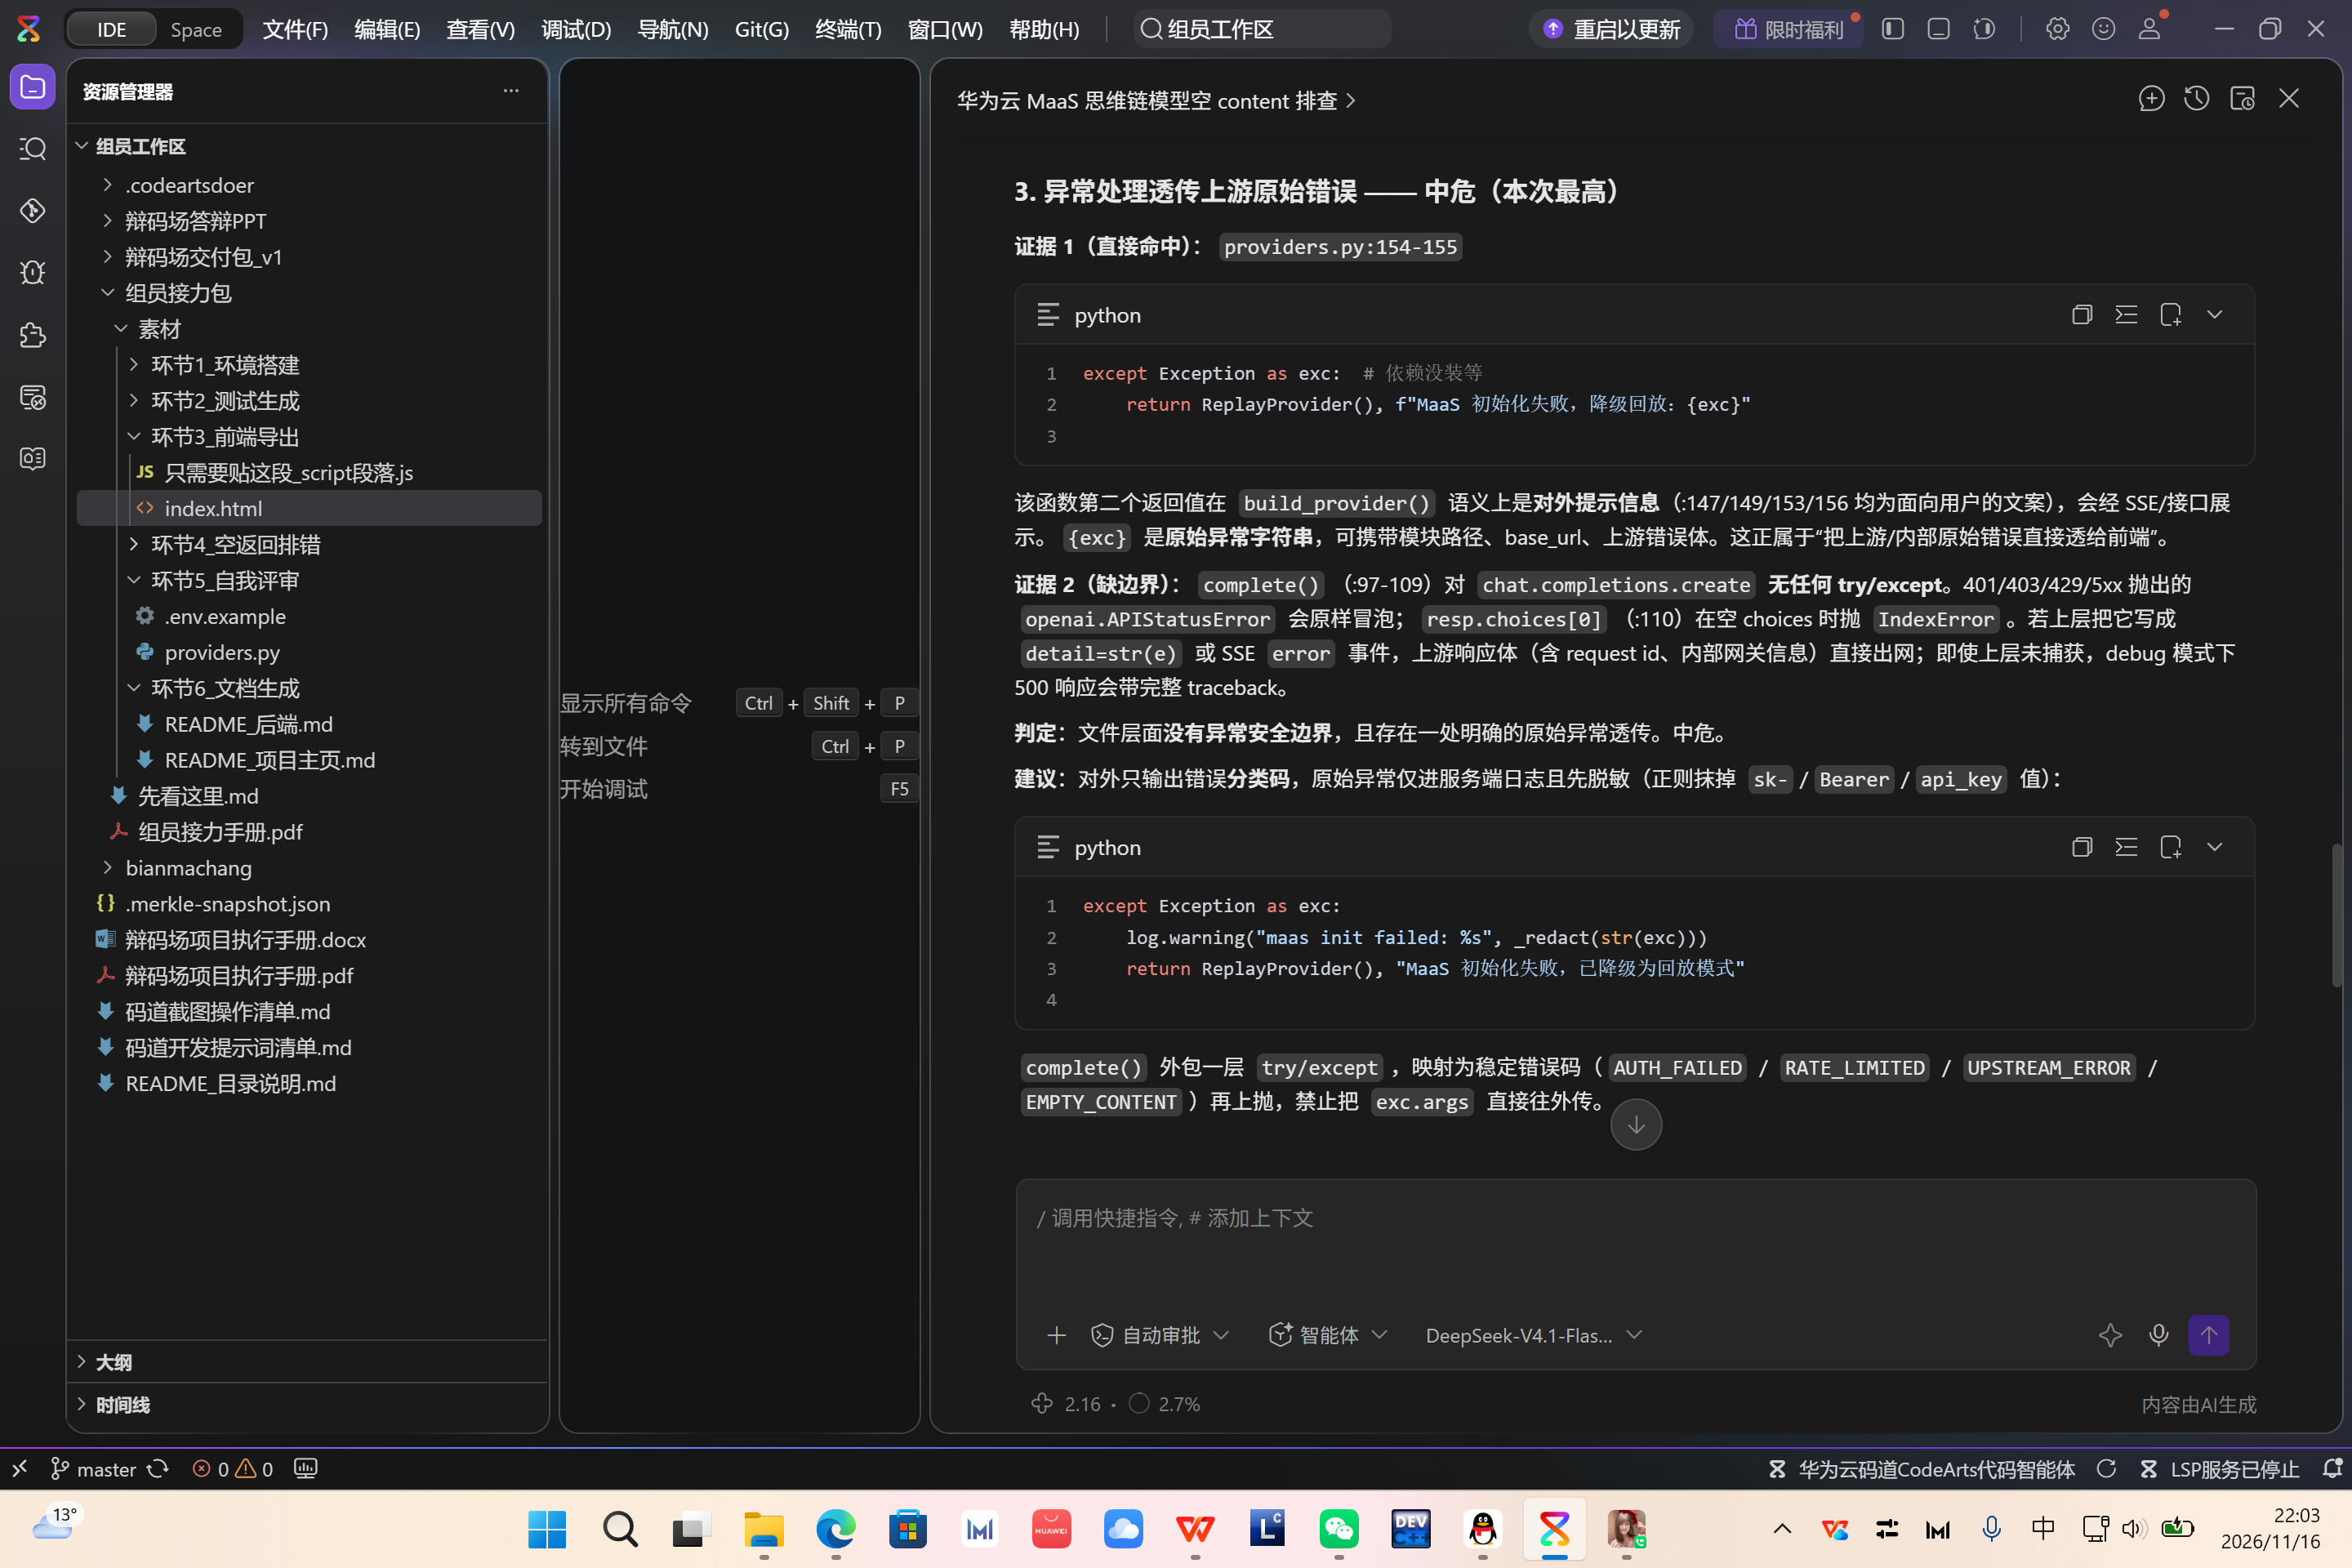 IDE Space 文件(F) 编辑(E) 查看(V) 调试(D) 导航(N) Git(G) 终端(T) 窗口(W) 帮助(H) 组员工作区 重启以更新 限时福利
资源管理器
组员工作区
.codeartsdoer
辩码场答辩PPT
辩码场交付包_v1
组员接力包
素材
环节1_环境搭建
环节2_测试生成
环节3_前端导出
JS 只需要贴这段_script段落.js
<> index.html
环节4_空返回排错
环节5_自我评审
.env.example
providers.py
环节6_文档生成
README_后端.md
README_项目主页.md
先看这里.md
组员接力手册.pdf
bianmachang
{} .merkle-snapshot.json
辩码场项目执行手册.docx
辩码场项目执行手册.pdf
码道截图操作清单.md
码道开发提示词清单.md
README_目录说明.md
大纲
时间线
显示所有命令 Ctrl + Shift + P
转到文件 Ctrl + P
开始调试 F5
华为云 MaaS 思维链模型空 content 排查
3. 异常处理透传上游原始错误 —— 中危（本次最高）
证据 1（直接命中）： providers.py:154-155
python
1 except Exception as exc:  # 依赖没装等
2     return ReplayProvider(), f"MaaS 初始化失败，降级回放：{exc}"
3
该函数第二个返回值在 build_provider() 语义上是对外提示信息（:147/149/153/156 均为面向用户的文案），会经 SSE/接口展
示。 {exc} 是原始异常字符串，可携带模块路径、base_url、上游错误体。这正属于“把上游/内部原始错误直接透给前端”。
证据 2（缺边界）： complete() （:97-109）对 chat.completions.create 无任何 try/except。401/403/429/5xx 抛出的
openai.APIStatusError 会原样冒泡； resp.choices[0] （:110）在空 choices 时抛 IndexError 。若上层把它写成
detail=str(e) 或 SSE error 事件，上游响应体（含 request id、内部网关信息）直接出网；即使上层未捕获，debug 模式下
500 响应会带完整 traceback。
判定：文件层面没有异常安全边界，且存在一处明确的原始异常透传。中危。
建议：对外只输出错误分类码，原始异常仅进服务端日志且先脱敏（正则抹掉 sk- / Bearer / api_key 值）：
python
1 except Exception as exc:
2     log.warning("maas init failed: %s", _redact(str(exc)))
3     return ReplayProvider(), "MaaS 初始化失败，已降级为回放模式"
4
complete() 外包一层 try/except ，映射为稳定错误码（ AUTH_FAILED / RATE_LIMITED / UPSTREAM_ERROR /
EMPTY_CONTENT ）再上抛，禁止把 exc.args 直接往外传。
/ 调用快捷指令, # 添加上下文
自动审批 智能体 DeepSeek-V4.1-Flas...
2.16 · 2.7% 内容由AI生成
master 0 0 华为云码道CodeArts代码智能体 LSP服务已停止
13° HUAWEI LC DEV C++ 中 22:03
2026/11/16